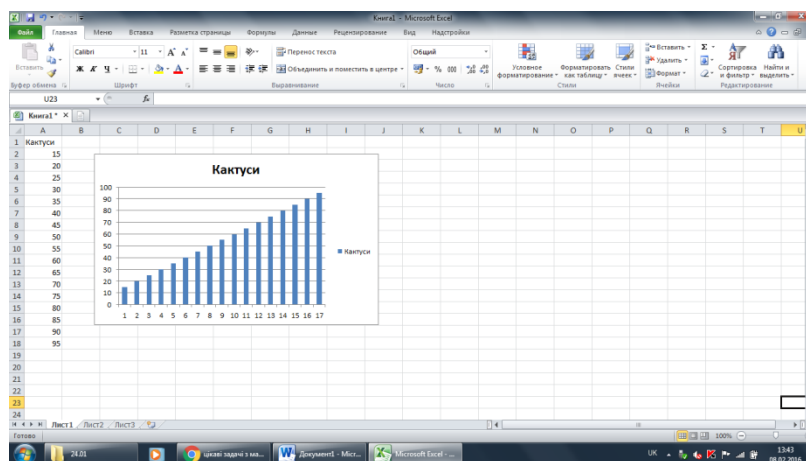 Книга1 - Microsoft Excel
Файл Главная Меню Вставка Разметка страницы Формулы Данные Рецензирование Вид Надстройки
Вставить Calibri 11 Перенос текста Общий Вставить Σ
Ж К Ч Объединить и поместить в центре % 000 Условное форматирование Форматировать как таблицу Стили ячеек Удалить Формат Сортировка и фильтр Найти и выделить
Буфер обмена Шрифт Выравнивание Число Стили Ячейки Редактирование
U23 fx
Книга1 *
A B C D E F G H I J K L M N O P Q R S T U
1 Кактуси
2 15
3 20
4 25
5 30
6 35
7 40
8 45
9 50
10 55
11 60
12 65
13 70
14 75
15 80
16 85
17 90
18 95
19
20
21
22
23
24
Кактуси
100
90
80
70
60
50
40
30
20
10
0
1 2 3 4 5 6 7 8 9 10 11 12 13 14 15 16 17
Кактуси
Лист1 Лист2 Лист3
Готово 100%
24.01 цікаві задачі з ма... Документ1 - Micr... Microsoft Excel - ... UK 13:43
08.02.2016